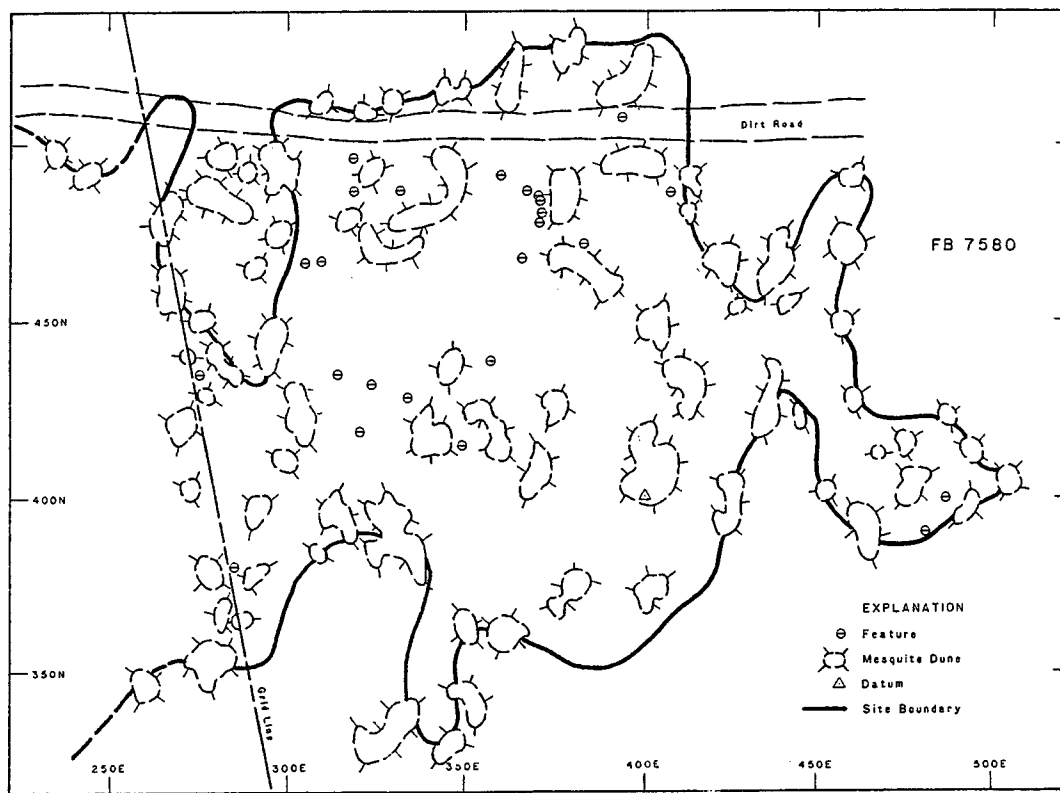 Dirt Road
FB 7580
450N
400N
350N
EXPLANATION
Feature
Mesquite Dune
Datum
Site Boundary
Grid Line
250E
300E
350E
400E
450E
500E